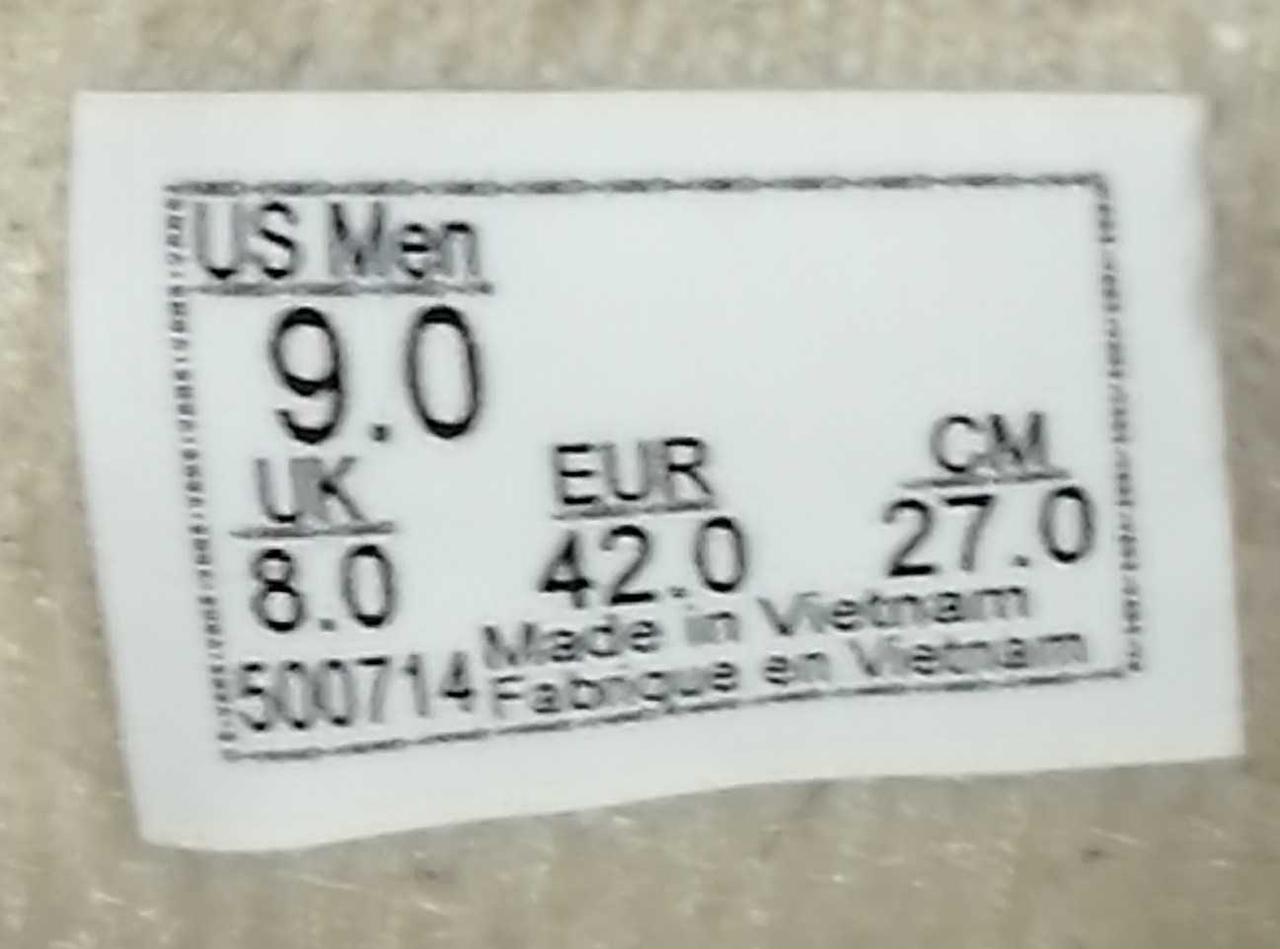 US Men
9.0
UK EUR CM
8.0 42.0 27.0
500714 Made in Vietnam
Fabrique en Vietnam